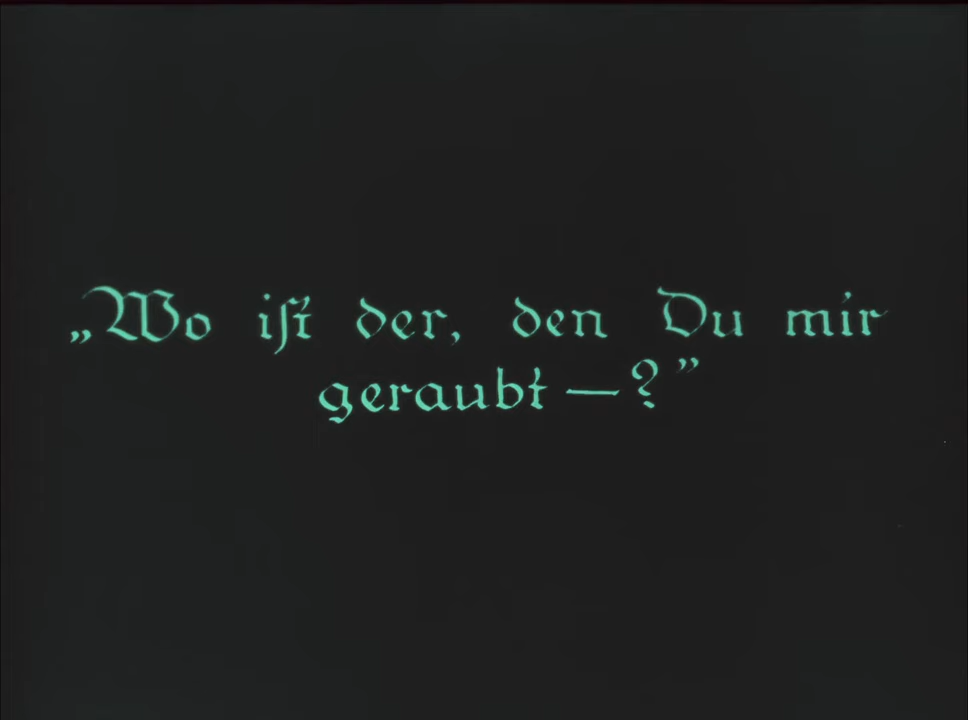 „Wo iſt der, den Du mir
geraubt —?”